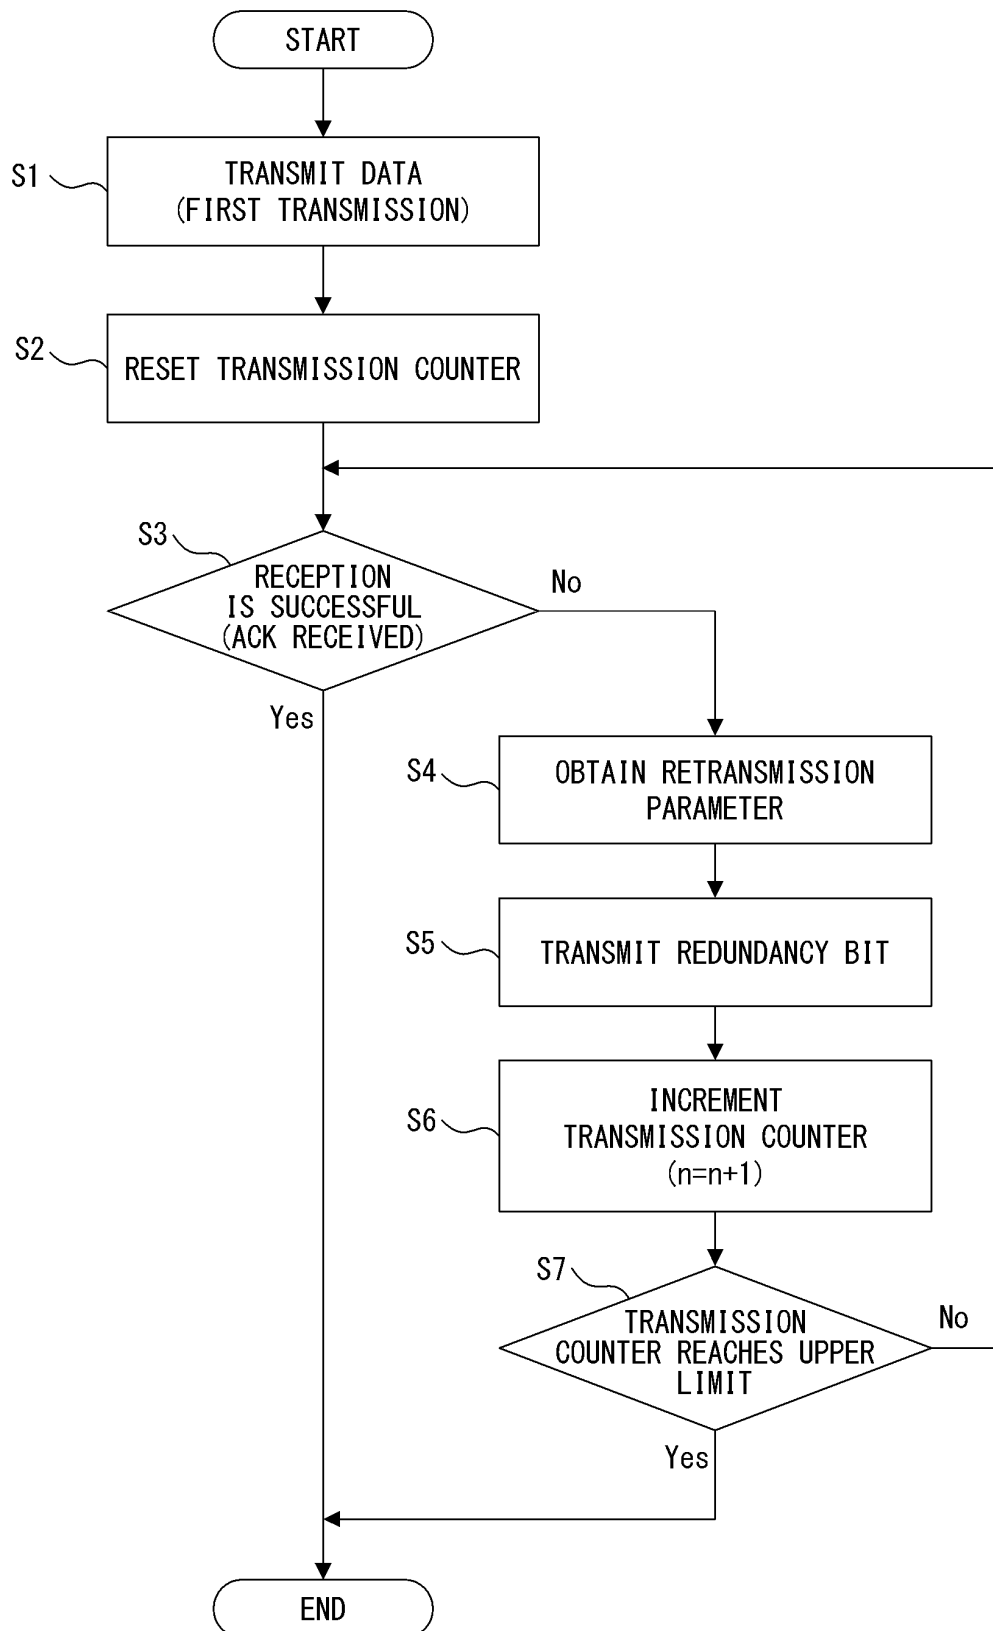 START
S1
TRANSMIT DATA
(FIRST TRANSMISSION)
S2
RESET TRANSMISSION COUNTER
S3
RECEPTION
IS SUCCESSFUL
(ACK RECEIVED)
No
Yes
S4
OBTAIN RETRANSMISSION
PARAMETER
S5
TRANSMIT REDUNDANCY BIT
S6
INCREMENT
TRANSMISSION COUNTER
(n=n+1)
S7
TRANSMISSION
COUNTER REACHES UPPER
LIMIT
No
Yes
END